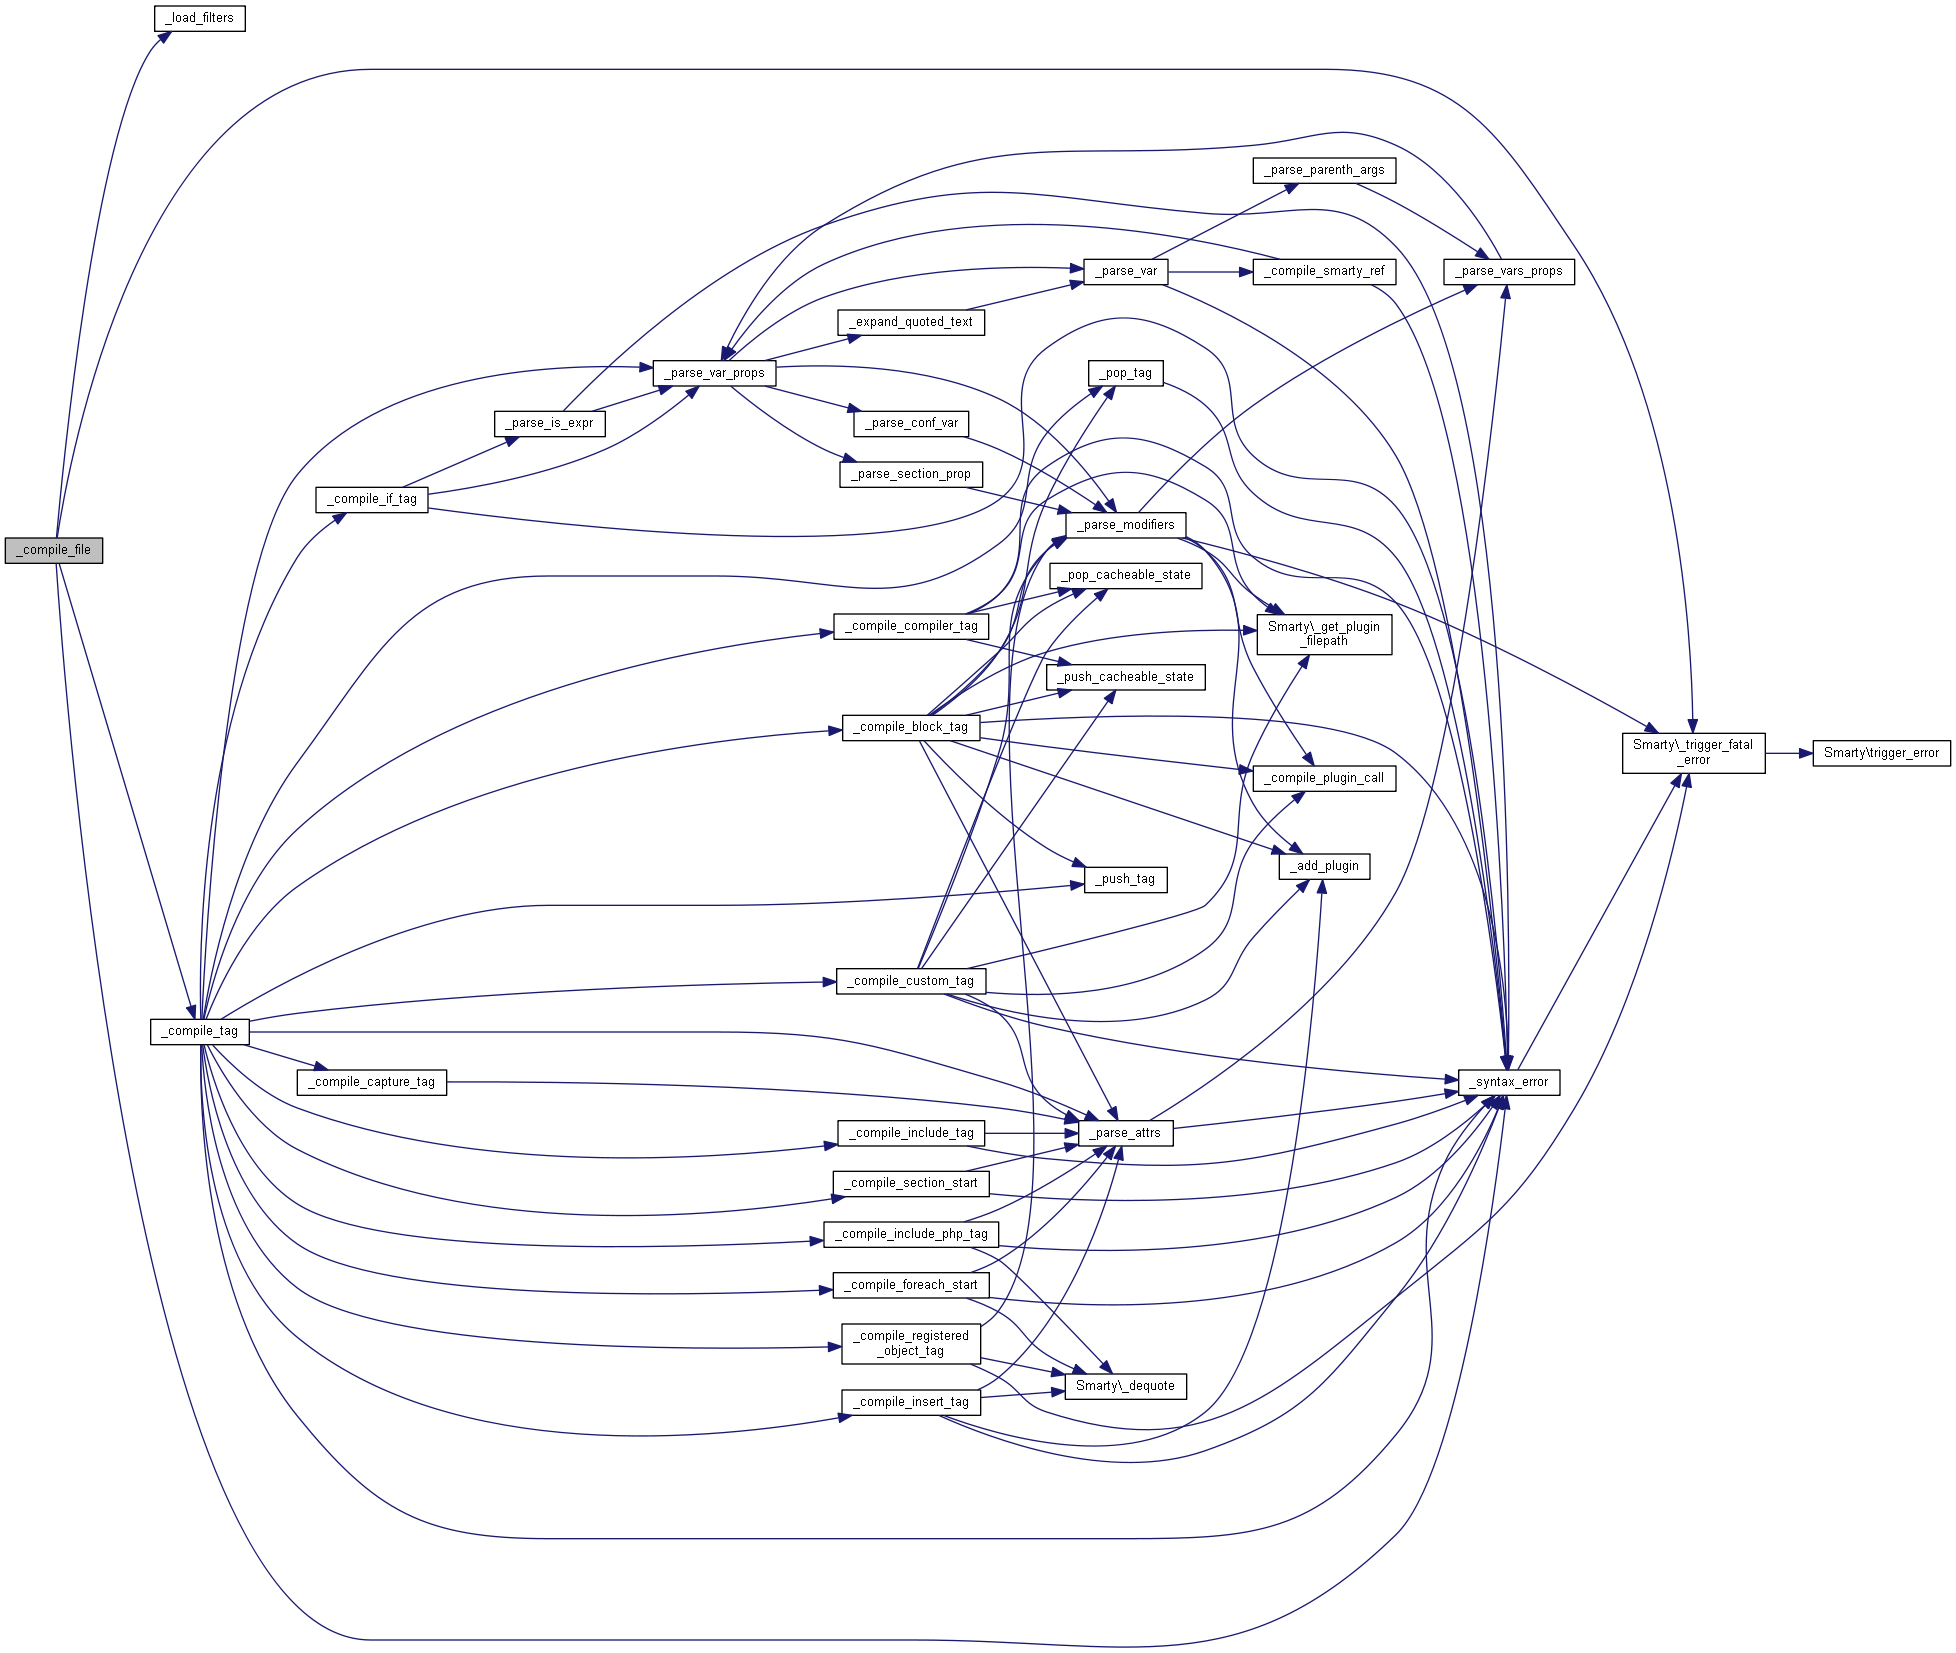 _load_filters
_parse_parenth_args
_parse_var
_compile_smarty_ref
_parse_vars_props
_expand_quoted_text
_parse_var_props
_pop_tag
_parse_is_expr
_parse_conf_var
_parse_section_prop
_compile_if_tag
_parse_modifiers
_compile_file
_pop_cacheable_state
_compile_compiler_tag
Smarty\_get_plugin
_filepath
_push_cacheable_state
_compile_block_tag
Smarty\_trigger_fatal
_error
Smarty\trigger_error
_compile_plugin_call
_add_plugin
_push_tag
_compile_custom_tag
_compile_tag
_compile_capture_tag
_syntax_error
_compile_include_tag
_parse_attrs
_compile_section_start
_compile_include_php_tag
_compile_foreach_start
_compile_registered
_object_tag
Smarty\_dequote
_compile_insert_tag